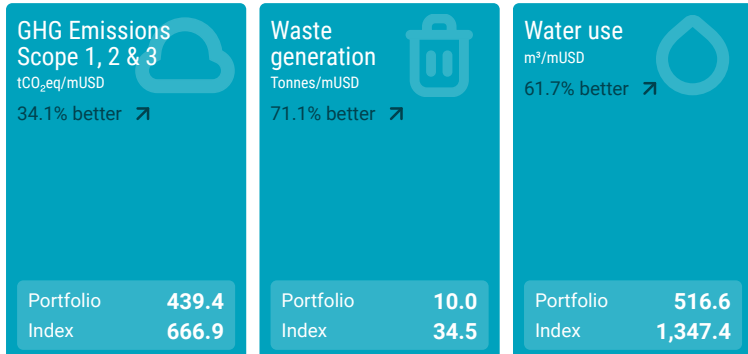 GHG Emissions
Scope 1, 2 & 3
tCO₂eq/mUSD
34.1% better
Portfolio 439.4
Index 666.9
Waste
generation
Tonnes/mUSD
71.1% better
Portfolio 10.0
Index 34.5
Water use
m³/mUSD
61.7% better
Portfolio 516.6
Index 1,347.4